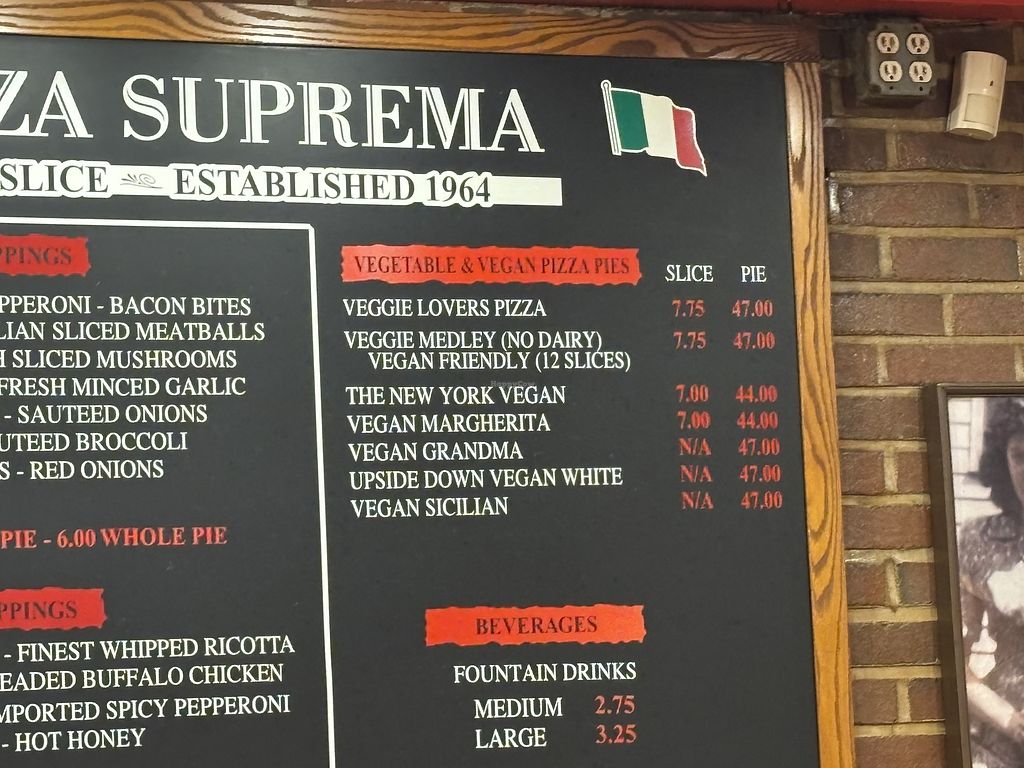 ZA SUPREMA
SLICE ESTABLISHED 1964
PPINGS
PPERONI - BACON BITES
LIAN SLICED MEATBALLS
H SLICED MUSHROOMS
FRESH MINCED GARLIC
- SAUTEED ONIONS
UTEED BROCCOLI
S - RED ONIONS
PIE - 6.00 WHOLE PIE
PPINGS
- FINEST WHIPPED RICOTTA
EADED BUFFALO CHICKEN
MPORTED SPICY PEPPERONI
- HOT HONEY
VEGETABLE & VEGAN PIZZA PIES SLICE PIE
VEGGIE LOVERS PIZZA 7.75 47.00
VEGGIE MEDLEY (NO DAIRY) 7.75 47.00
VEGAN FRIENDLY (12 SLICES)
THE NEW YORK VEGAN 7.00 44.00
VEGAN MARGHERITA 7.00 44.00
VEGAN GRANDMA N/A 47.00
UPSIDE DOWN VEGAN WHITE N/A 47.00
VEGAN SICILIAN N/A 47.00
BEVERAGES
FOUNTAIN DRINKS
MEDIUM 2.75
LARGE 3.25